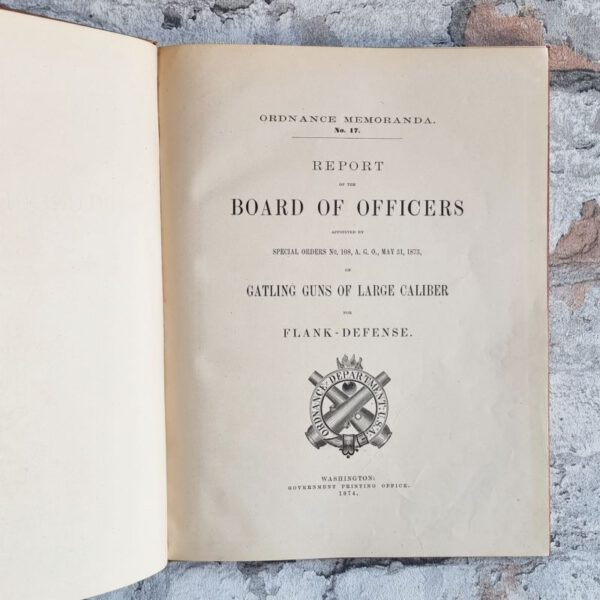 ORDNANCE MEMORANDA.
No. 17.
REPORT
OF THE
BOARD OF OFFICERS
APPOINTED BY
SPECIAL ORDERS No. 108, A. G. O., MAY 31, 1873,
ON
GATLING GUNS OF LARGE CALIBER
FOR
FLANK-DEFENSE.
ORDNANCE·DEPARTMENT·U.S.A.
WASHINGTON:
GOVERNMENT PRINTING OFFICE.
1874.